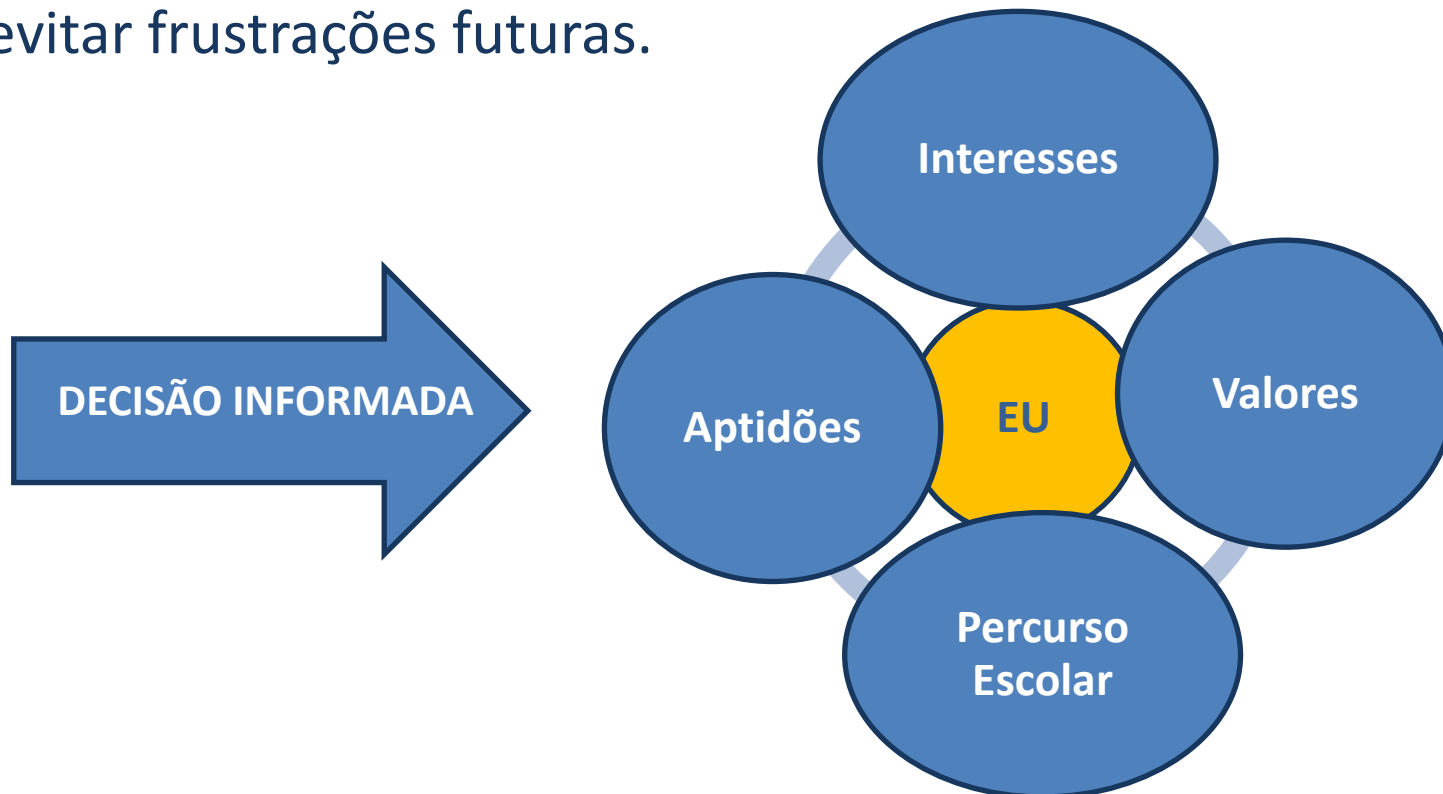 evitar frustrações futuras.
Interesses
DECISÃO INFORMADA
Aptidões
EU
Valores
Percurso
Escolar